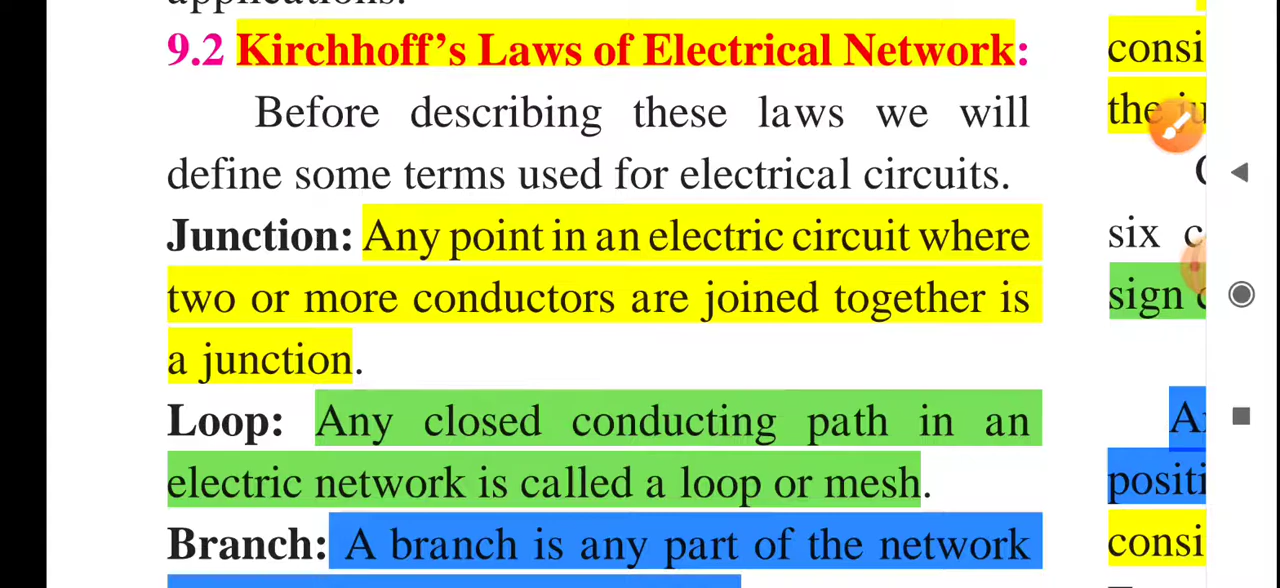 applications.
9.2 Kirchhoff's Laws of Electrical Network:
Before describing these laws we will
define some terms used for electrical circuits.
Junction: Any point in an electric circuit where
two or more conductors are joined together is
a junction.
Loop: Any closed conducting path in an
electric network is called a loop or mesh.
Branch: A branch is any part of the network
consi
the ju
six c
sign
positi
consi